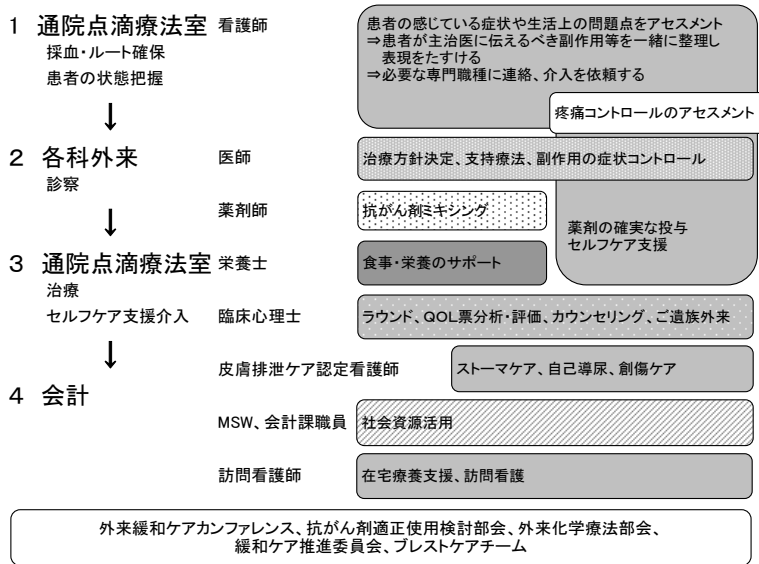 1 通院点滴療法室
採血・ルート確保
患者の状態把握
↓
2 各科外来
診察
↓
3 通院点滴療法室
治療
セルフケア支援介入
↓
4 会計
看護師
患者の感じている症状や生活上の問題点をアセスメント
⇒患者が主治医に伝えるべき副作用等を一緒に整理し
表現をたすける
⇒必要な専門職種に連絡、介入を依頼する
疼痛コントロールのアセスメント
医師
治療方針決定、支持療法、副作用の症状コントロール
薬剤師
抗がん剤ミキシング
薬剤の確実な投与
セルフケア支援
栄養士
食事・栄養のサポート
臨床心理士
ラウンド、QOL票分析・評価、カウンセリング、ご遺族外来
皮膚排泄ケア認定看護師
ストーマケア、自己導尿、創傷ケア
MSW、会計課職員
社会資源活用
訪問看護師
在宅療養支援、訪問看護
外来緩和ケアカンファレンス、抗がん剤適正使用検討部会、外来化学療法部会、
緩和ケア推進委員会、ブレストケアチーム